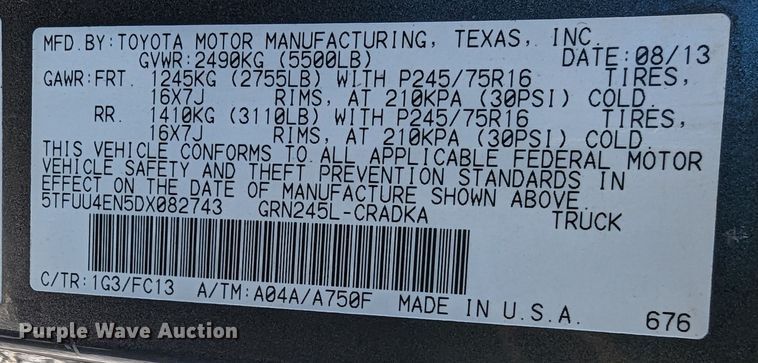 MFD.BY:TOYOTA MOTOR MANUFACTURING, TEXAS, INC.
GVWR:2490KG (5500LB) DATE:08/13
GAWR:FRT. 1245KG (2755LB) WITH P245/75R16 TIRES,
16X7J RIMS, AT 210KPA (30PSI) COLD.
RR. 1410KG (3110LB) WITH P245/75R16 TIRES,
16X7J RIMS, AT 210KPA (30PSI) COLD.
THIS VEHICLE CONFORMS TO ALL APPLICABLE FEDERAL MOTOR
VEHICLE SAFETY AND THEFT PREVENTION STANDARDS IN
EFFECT ON THE DATE OF MANUFACTURE SHOWN ABOVE.
5TFUU4EN5DX082743 GRN245L-CRADKA TRUCK
C/TR:1G3/FC13 A/TM:A04A/A750F MADE IN U.S.A. 676
Purple Wave Auction